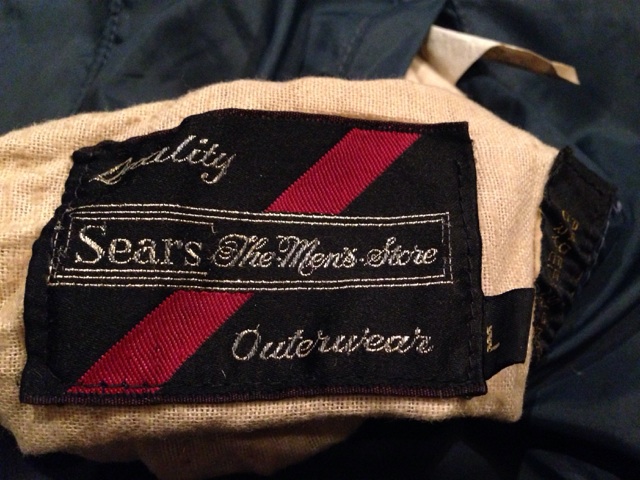 Quality
Sears The Men's Store
Outerwear